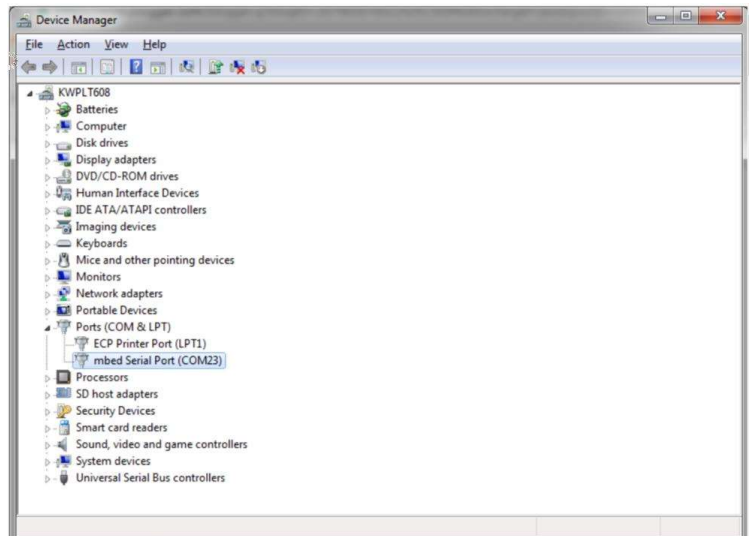 Device Manager
File Action View Help
KWPLT608
Batteries
Computer
Disk drives
Display adapters
DVD/CD-ROM drives
Human Interface Devices
IDE ATA/ATAPI controllers
Imaging devices
Keyboards
Mice and other pointing devices
Monitors
Network adapters
Portable Devices
Ports (COM & LPT)
ECP Printer Port (LPT1)
mbed Serial Port (COM23)
Processors
SD host adapters
Security Devices
Smart card readers
Sound, video and game controllers
System devices
Universal Serial Bus controllers